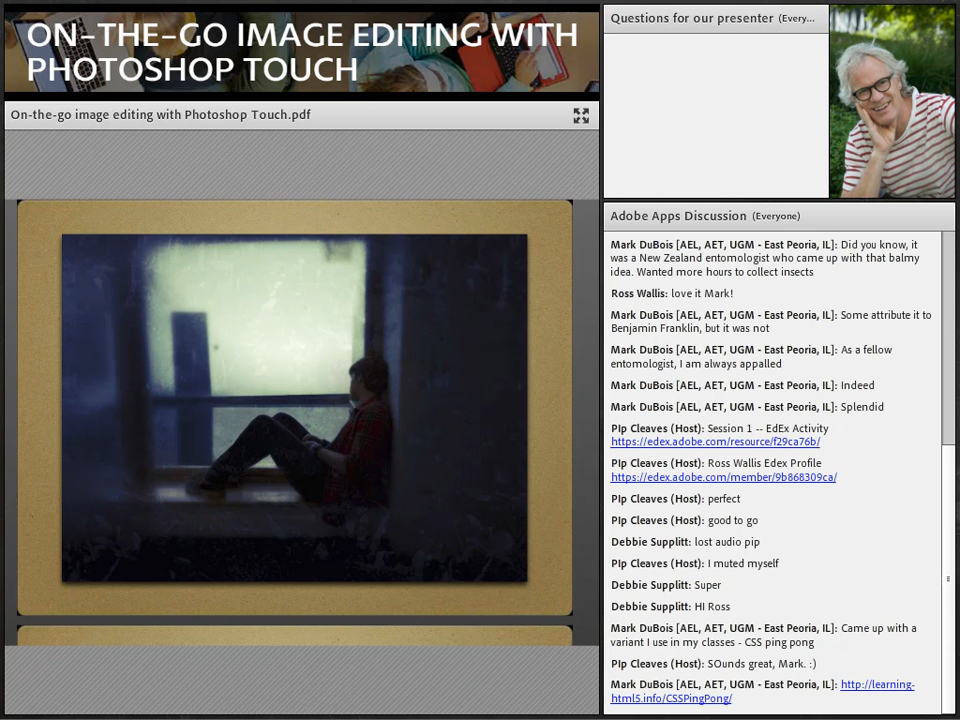 ON-THE-GO IMAGE EDITING WITH
PHOTOSHOP TOUCH
On-the-go image editing with Photoshop Touch.pdf
Questions for our presenter (Every...
Adobe Apps Discussion (Everyone)
Mark DuBois [AEL, AET, UGM - East Peoria, IL]: Did you know, it
was a New Zealand entomologist who came up with that balmy
idea. Wanted more hours to collect insects
Ross Wallis: love it Mark!
Mark DuBois [AEL, AET, UGM - East Peoria, IL]: Some attribute it to
Benjamin Franklin, but it was not
Mark DuBois [AEL, AET, UGM - East Peoria, IL]: As a fellow
entomologist, I am always appalled
Mark DuBois [AEL, AET, UGM - East Peoria, IL]: Indeed
Mark DuBois [AEL, AET, UGM - East Peoria, IL]: Splendid
PIp Cleaves (Host): Session 1 -- EdEx Activity
https://edex.adobe.com/resource/f29ca76b/
PIp Cleaves (Host): Ross Wallis Edex Profile
https://edex.adobe.com/member/9b868309ca/
PIp Cleaves (Host): perfect
PIp Cleaves (Host): good to go
Debbie Supplitt: lost audio pip
PIp Cleaves (Host): I muted myself
Debbie Supplitt: Super
Debbie Supplitt: HI Ross
Mark DuBois [AEL, AET, UGM - East Peoria, IL]: Came up with a
variant I use in my classes - CSS ping pong
PIp Cleaves (Host): SOunds great, Mark. :)
Mark DuBois [AEL, AET, UGM - East Peoria, IL]: http://learning-
html5.info/CSSPingPong/